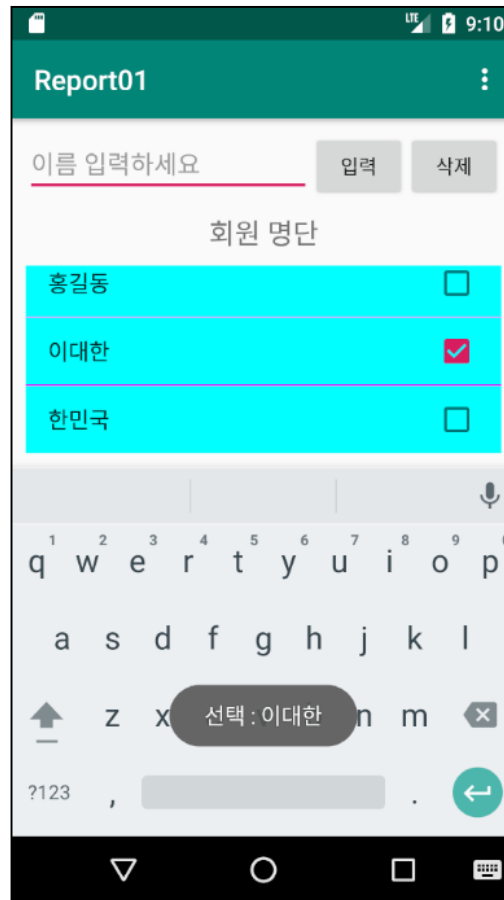 LTE 9:10
Report01
이름 입력하세요 입력 삭제
회원 명단
홍길동
이대한
한민국
1 2 3 4 5 6 7 8 9
q w e r t y u i o p
a s d f g h j k l
z x 선택 : 이대한 n m
?123 , .